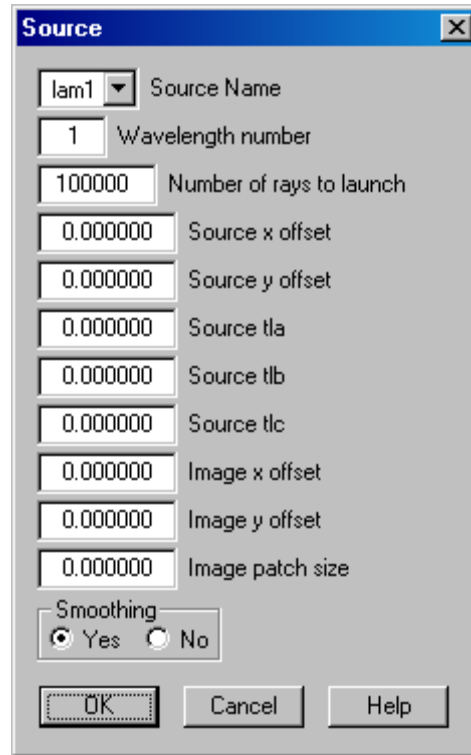 Source
lam1 Source Name
1 Wavelength number
100000 Number of rays to launch
0.000000 Source x offset
0.000000 Source y offset
0.000000 Source tla
0.000000 Source tlb
0.000000 Source tlc
0.000000 Image x offset
0.000000 Image y offset
0.000000 Image patch size
Smoothing
Yes No
OK Cancel Help